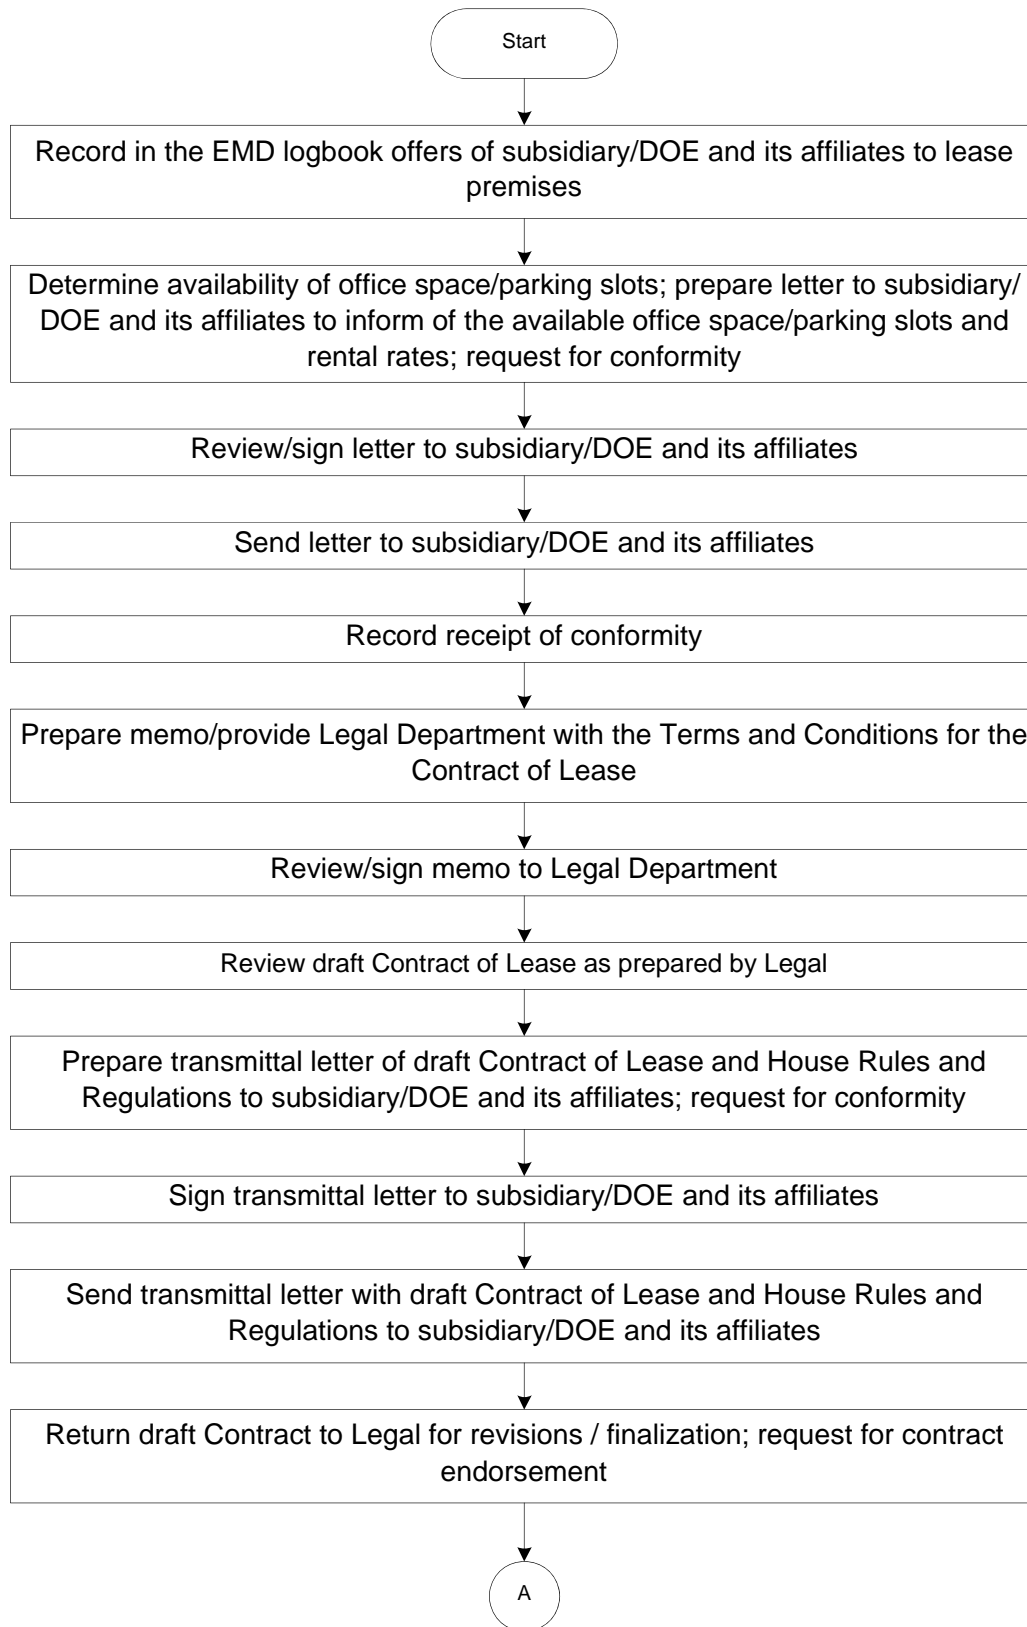 Start
Record in the EMD logbook offers of subsidiary/DOE and its affiliates to lease
premises
Determine availability of office space/parking slots; prepare letter to subsidiary/
DOE and its affiliates to inform of the available office space/parking slots and
rental rates; request for conformity
Review/sign letter to subsidiary/DOE and its affiliates
Send letter to subsidiary/DOE and its affiliates
Record receipt of conformity
Prepare memo/provide Legal Department with the Terms and Conditions for the
Contract of Lease
Review/sign memo to Legal Department
Review draft Contract of Lease as prepared by Legal
Prepare transmittal letter of draft Contract of Lease and House Rules and
Regulations to subsidiary/DOE and its affiliates; request for conformity
Sign transmittal letter to subsidiary/DOE and its affiliates
Send transmittal letter with draft Contract of Lease and House Rules and
Regulations to subsidiary/DOE and its affiliates
Return draft Contract to Legal for revisions / finalization; request for contract
endorsement
A